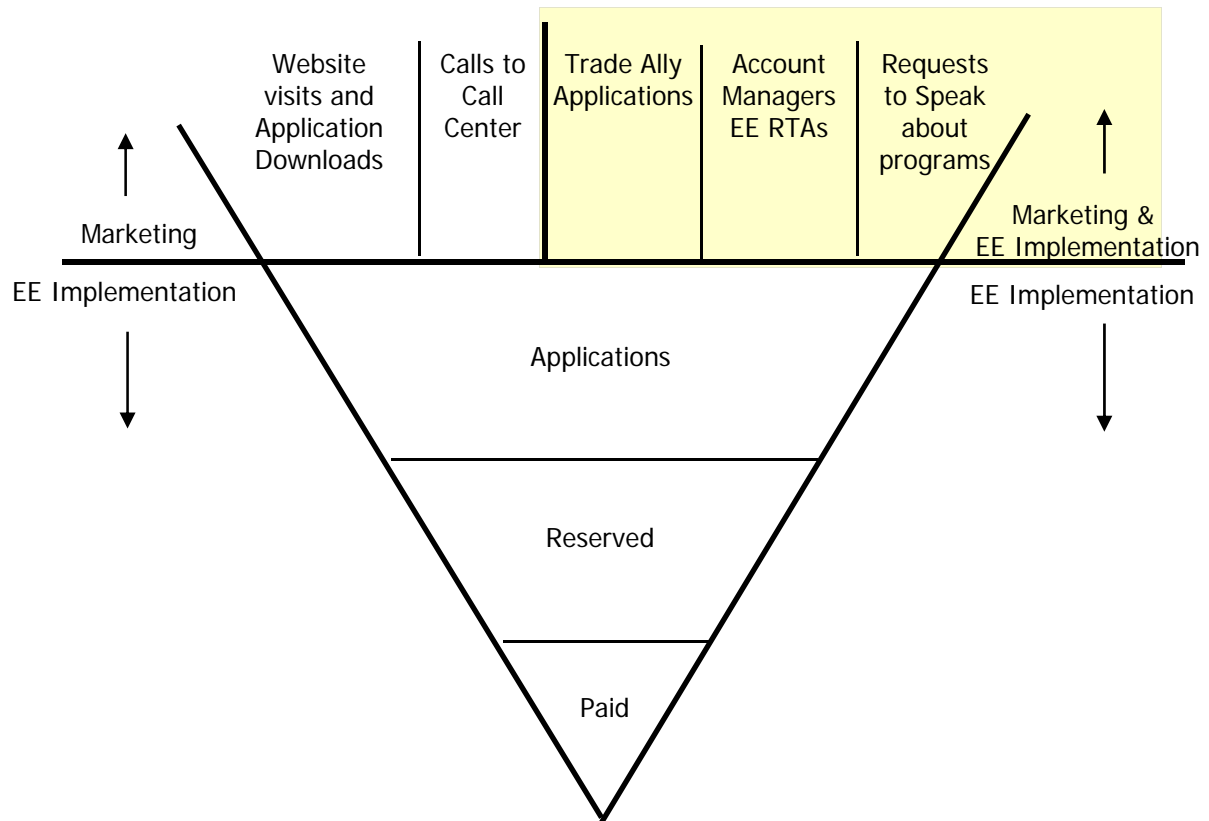 Website
visits and
Application
Downloads
Calls to
Call
Center
Trade Ally
Applications
Account
Managers
EE RTAs
Requests
to Speak
about
programs
Marketing
EE Implementation
Marketing &
EE Implementation
EE Implementation
Applications
Reserved
Paid